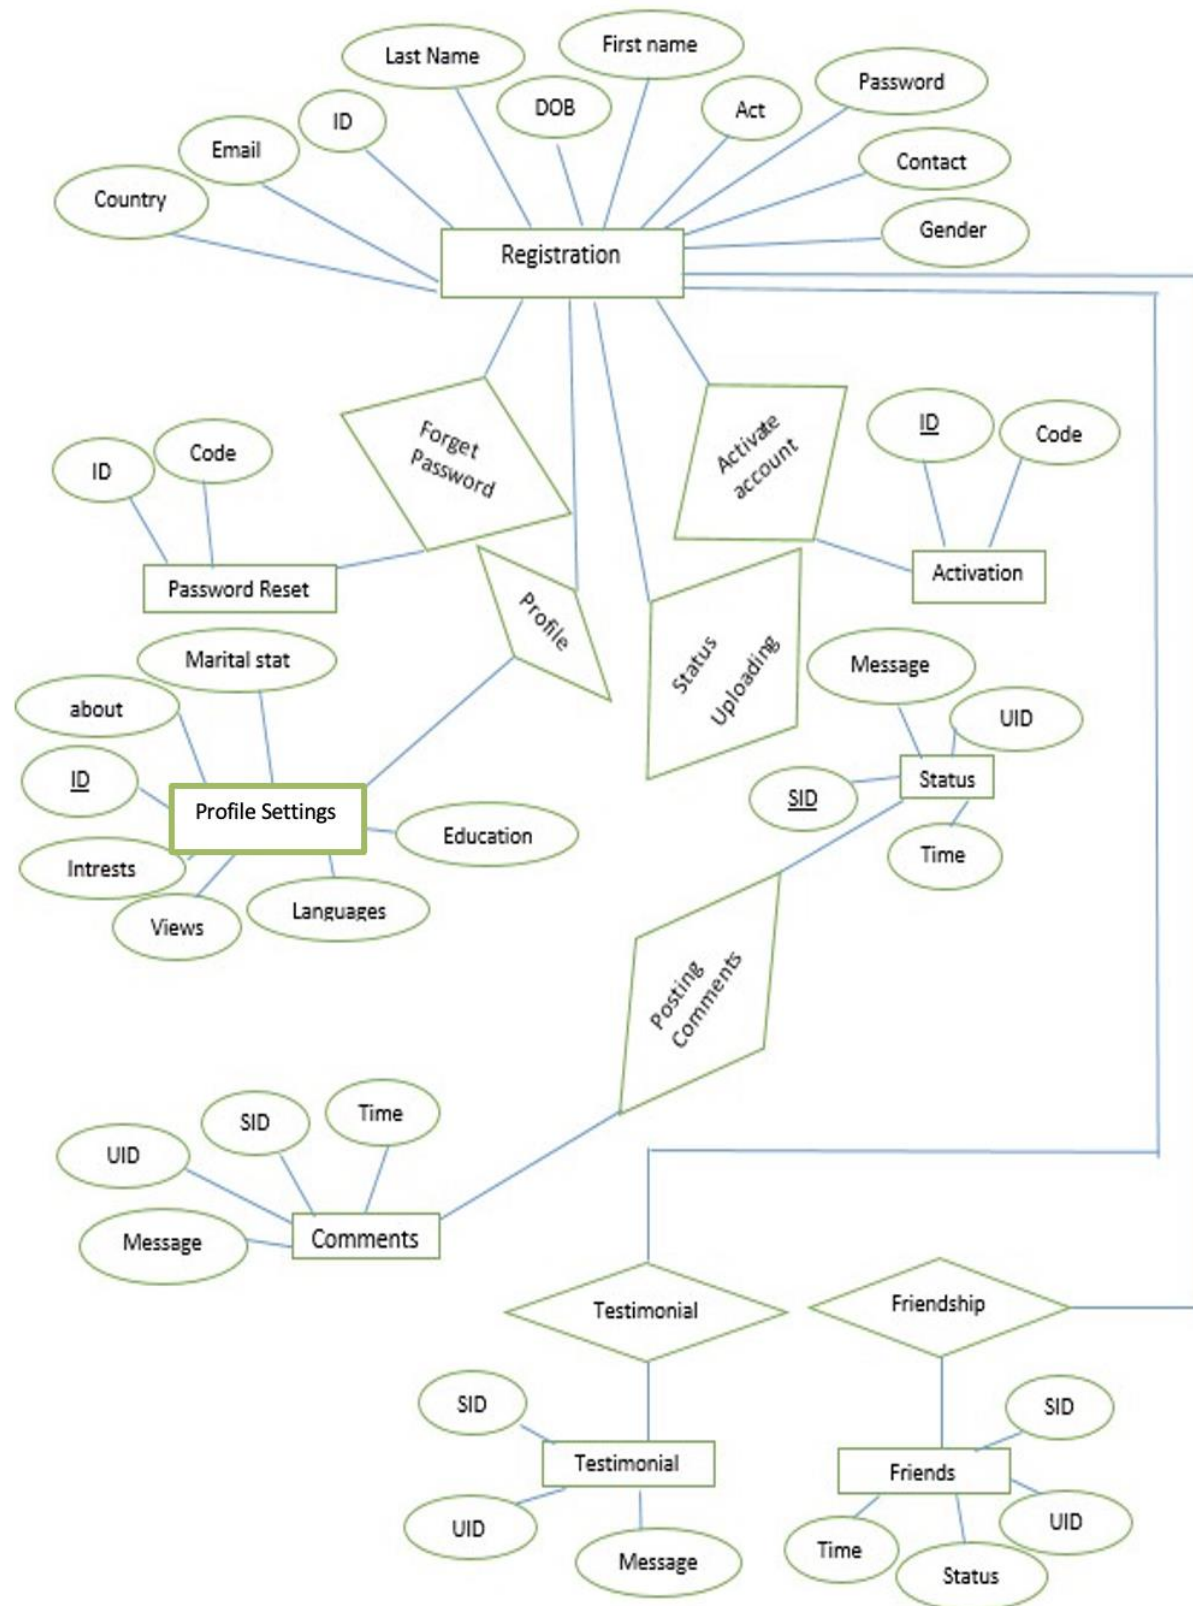 First name
Last Name
Password
DOB
Act
ID
Email
Contact
Country
Gender
Registration
Forget
Password
Activate
account
ID
Code
Code
ID
Password Reset
Activation
Profile
Status
Uploading
Marital stat
about
ID
Profile Settings
Education
Intrests
Views
Languages
Message
UID
Status
SID
Time
Posting
Comments
Time
SID
UID
Message
Comments
Testimonial
Friendship
SID
Testimonial
UID
Message
SID
Friends
UID
Time
Status